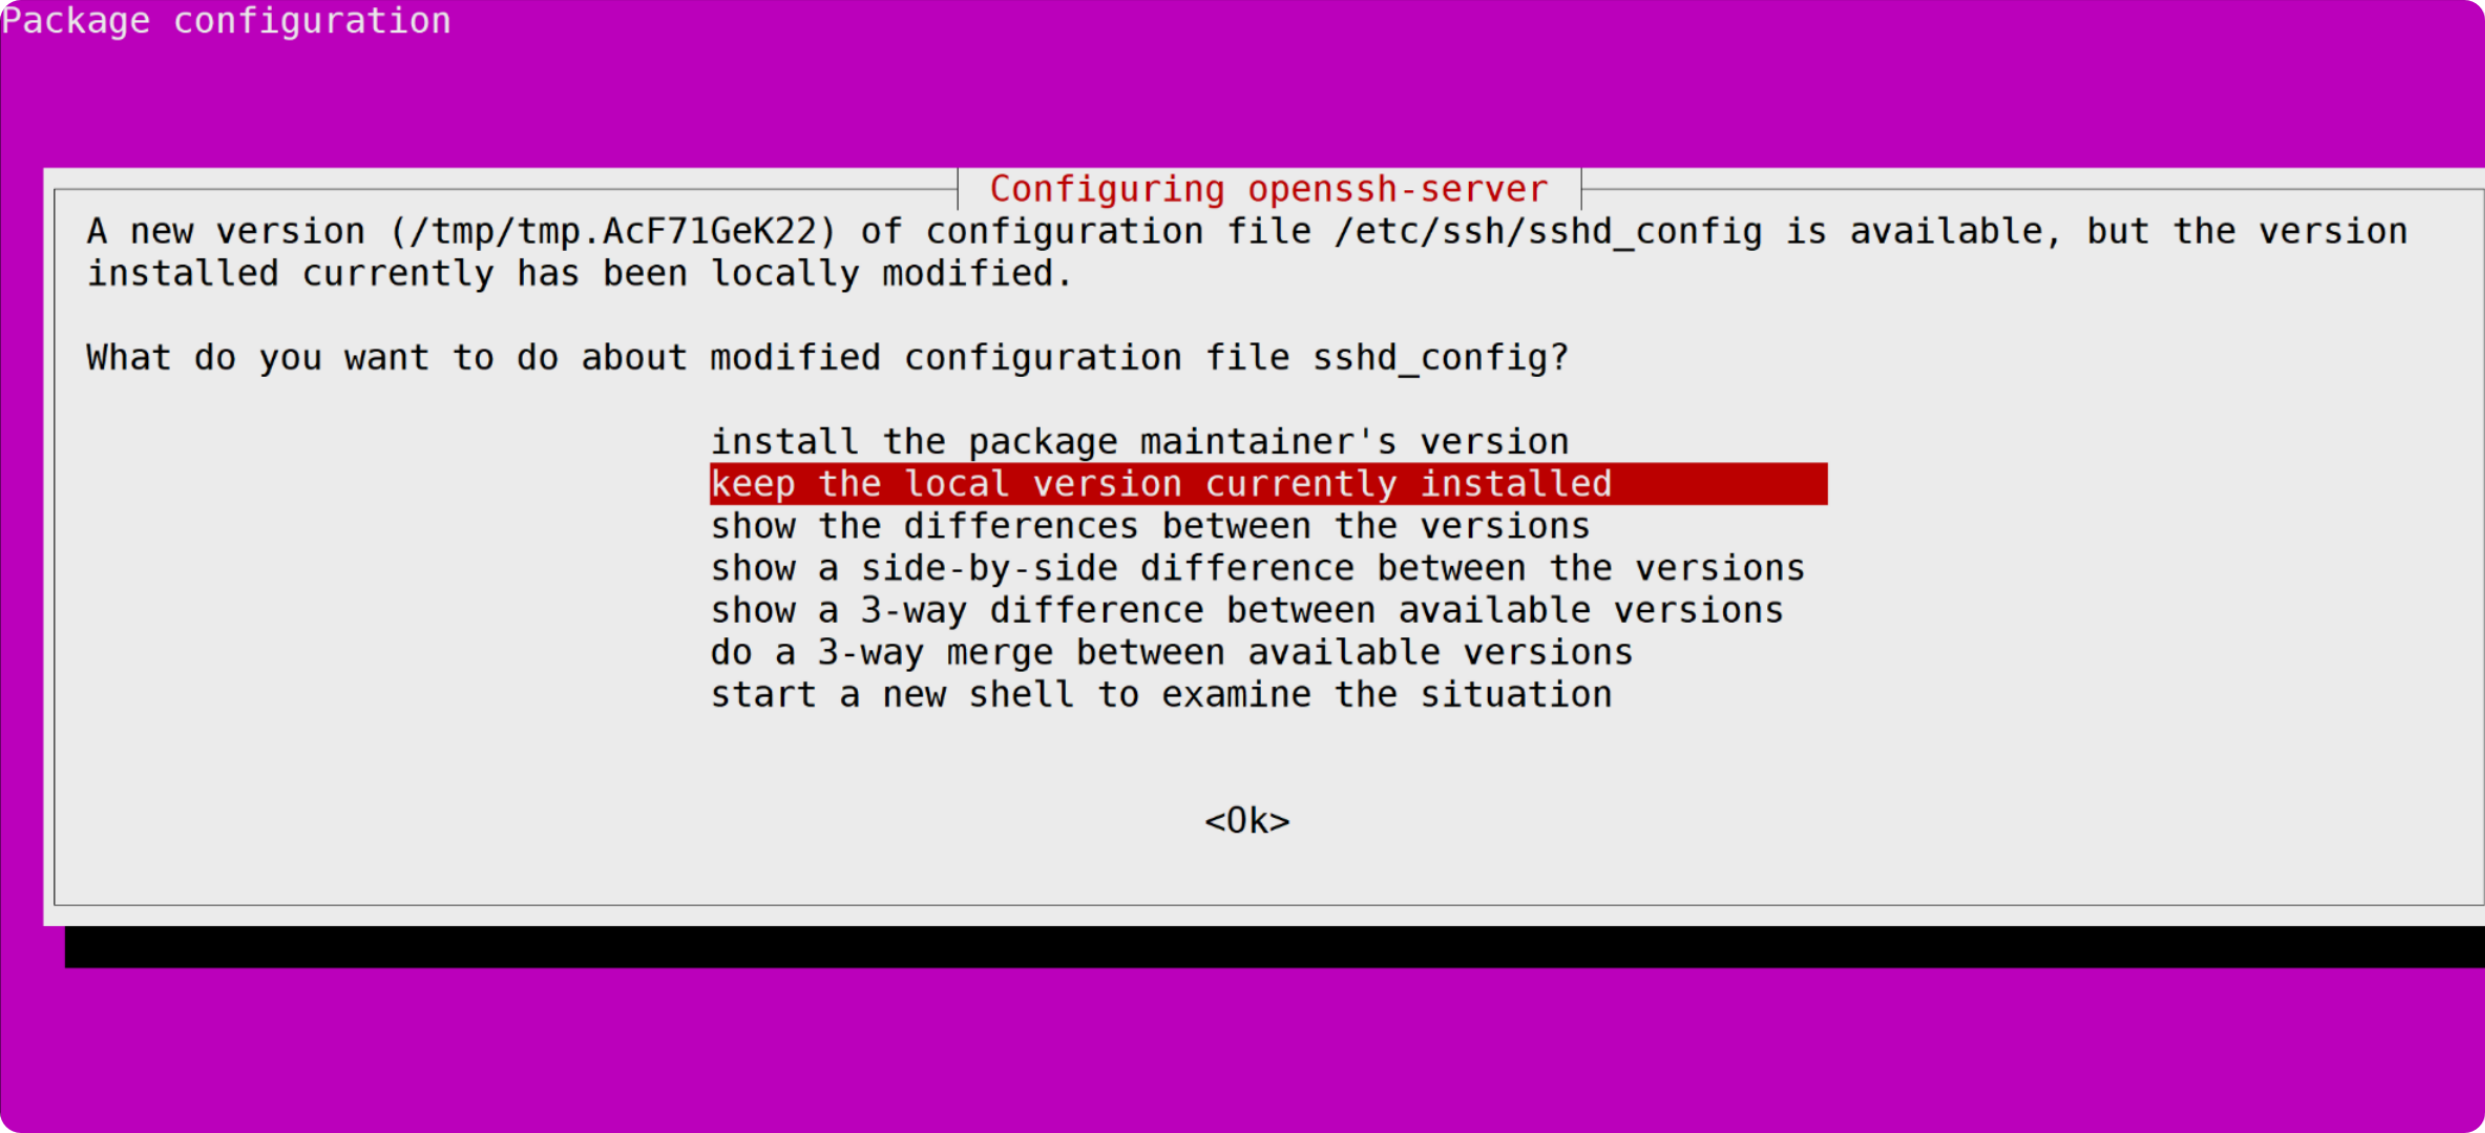 Package configuration
Configuring openssh-server
A new version (/tmp/tmp.AcF71GeK22) of configuration file /etc/ssh/sshd_config is available, but the version
installed currently has been locally modified.
What do you want to do about modified configuration file sshd_config?
install the package maintainer's version
keep the local version currently installed
show the differences between the versions
show a side-by-side difference between the versions
show a 3-way difference between available versions
do a 3-way merge between available versions
start a new shell to examine the situation
<Ok>